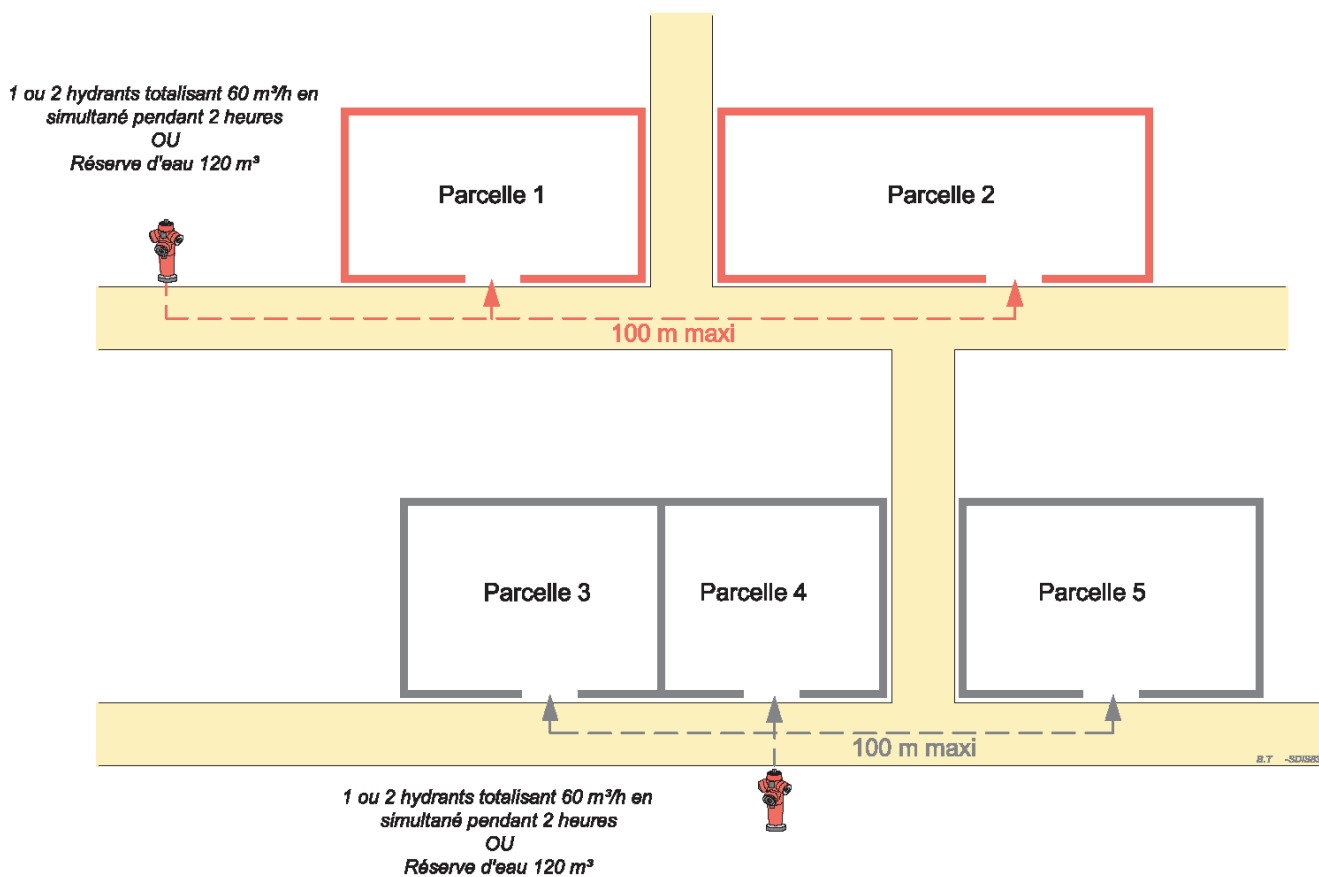 1 ou 2 hydrants totalisant 60 m³/h en
simultané pendant 2 heures
OU
Réserve d'eau 120 m³
Parcelle 1
Parcelle 2
100 m maxi
Parcelle 3
Parcelle 4
Parcelle 5
100 m maxi
B.T -SDIS83
1 ou 2 hydrants totalisant 60 m³/h en
simultané pendant 2 heures
OU
Réserve d'eau 120 m³